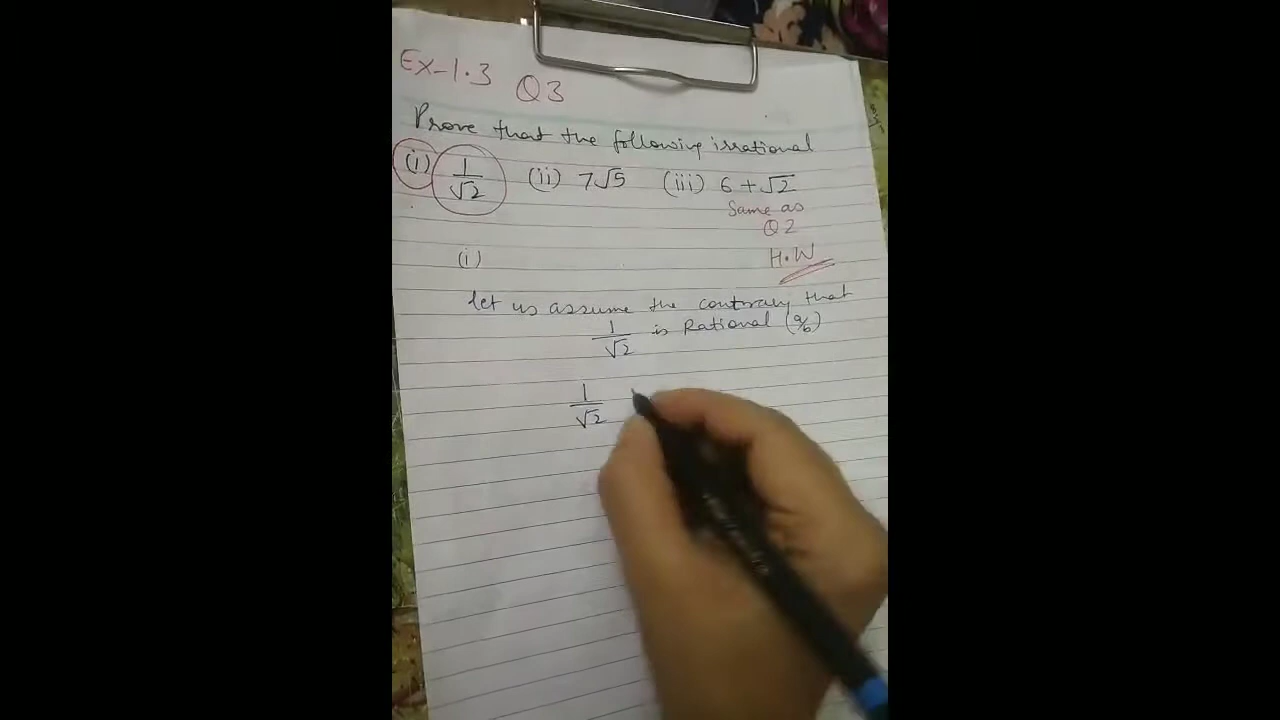 Ex-1.3 Q3
Prove that the following irrational
(i) 1/√2 (ii) 7√5 (iii) 6 + √2
Same as
Q2
H.W
(i)
let us assume the contrary that
1/√2 is Rational (a/b)
1/√2